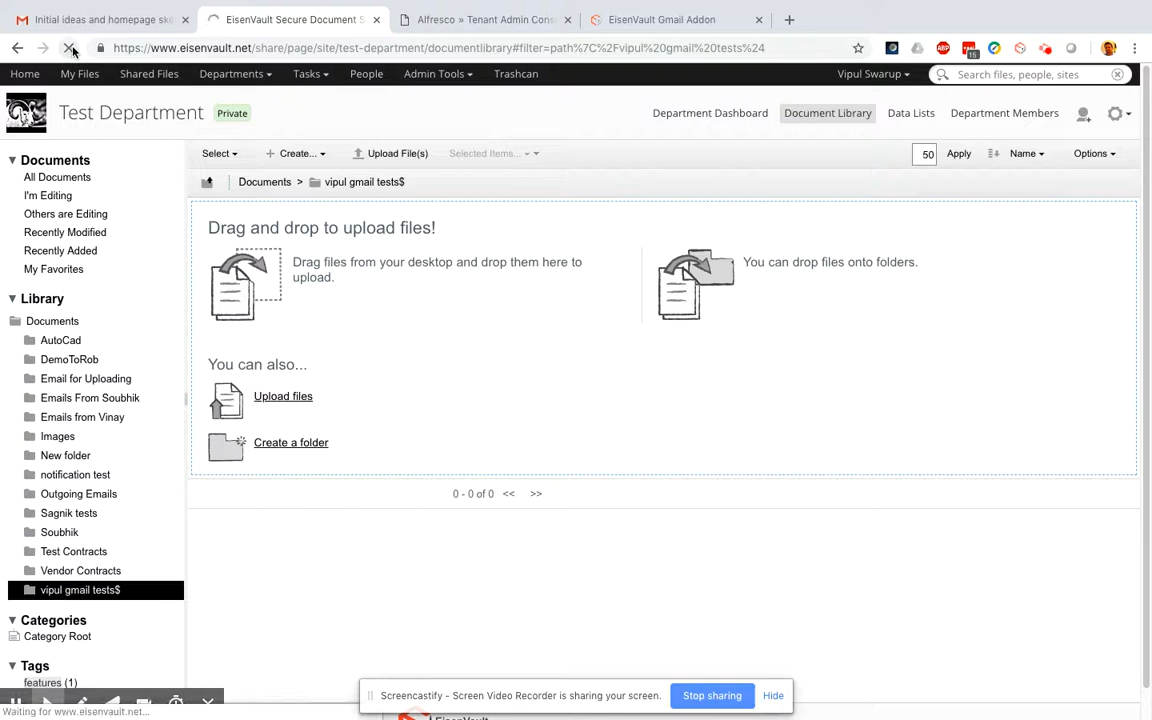 Initial ideas and homepage ske × EisenVault Secure Document S × Alfresco » Tenant Admin Cons × EisenVault Gmail Addon × +
https://www.eisenvault.net/share/page/site/test-department/documentlibrary#filter=path%7C%2Fvipul%20gmail%20tests%24
15
Home My Files Shared Files Departments Tasks People Admin Tools Trashcan Vipul Swarup Search files, people, sites
Test Department Private Department Dashboard Document Library Data Lists Department Members
Documents
All Documents
I'm Editing
Others are Editing
Recently Modified
Recently Added
My Favorites
Library
Documents
AutoCad
DemoToRob
Email for Uploading
Emails From Soubhik
Emails from Vinay
Images
New folder
notification test
Outgoing Emails
Sagnik tests
Soubhik
Test Contracts
Vendor Contracts
vipul gmail tests$
Categories
Category Root
Tags
features (1)
Select + Create... Upload File(s) Selected Items... 50 Apply Name Options
Documents > vipul gmail tests$
Drag and drop to upload files!
Drag files from your desktop and drop them here to
upload.
You can drop files onto folders.
You can also...
Upload files
Create a folder
0 - 0 of 0 << >>
Screencastify - Screen Video Recorder is sharing your screen. Stop sharing Hide
Waiting for www.eisenvault.net...
EisenVault